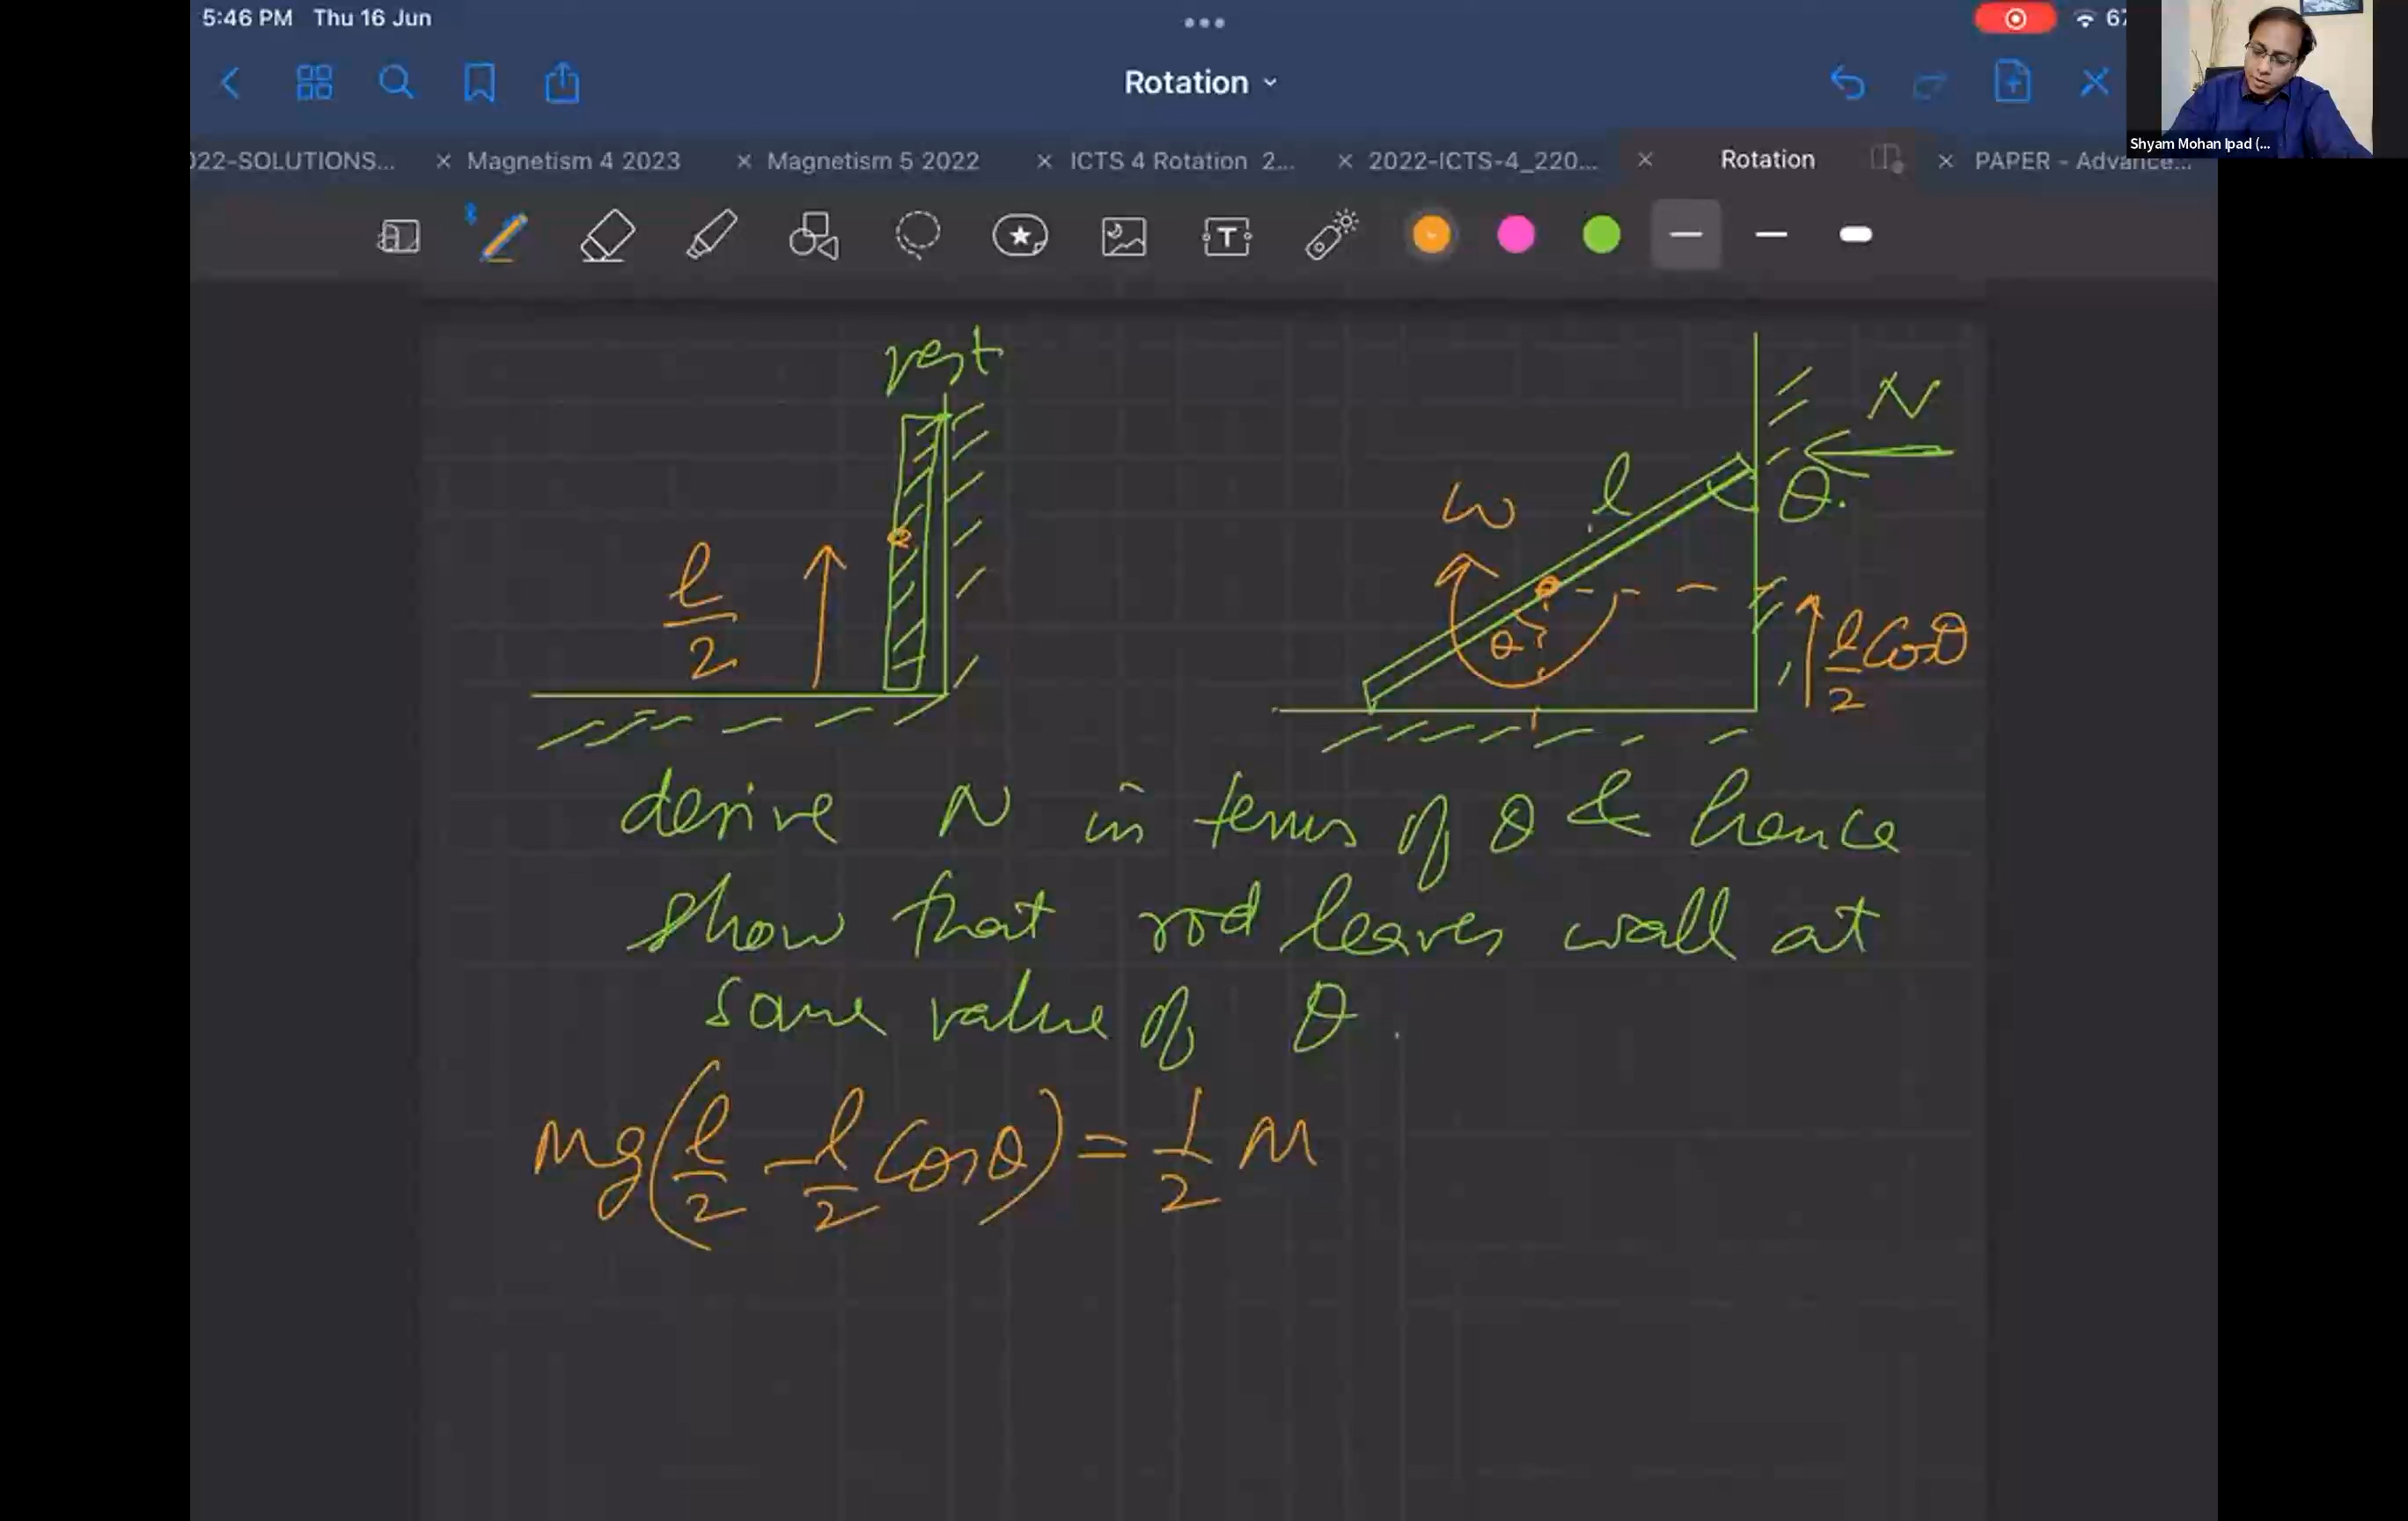 5:46 PM Thu 16 Jun
Rotation
022-SOLUTIONS... Magnetism 4 2023 Magnetism 5 2022 ICTS 4 Rotation 2... 2022-ICTS-4_220... Rotation PAPER - Advance...
Shyam Mohan Ipad (...
rest
N
l
θ.
ω
l/2
θ
l/2 Cosθ
derive N in terms of θ & hence
show that rod leaves wall at
some value of θ.
Mg(l/2 - l/2 Cosθ) = 1/2 M